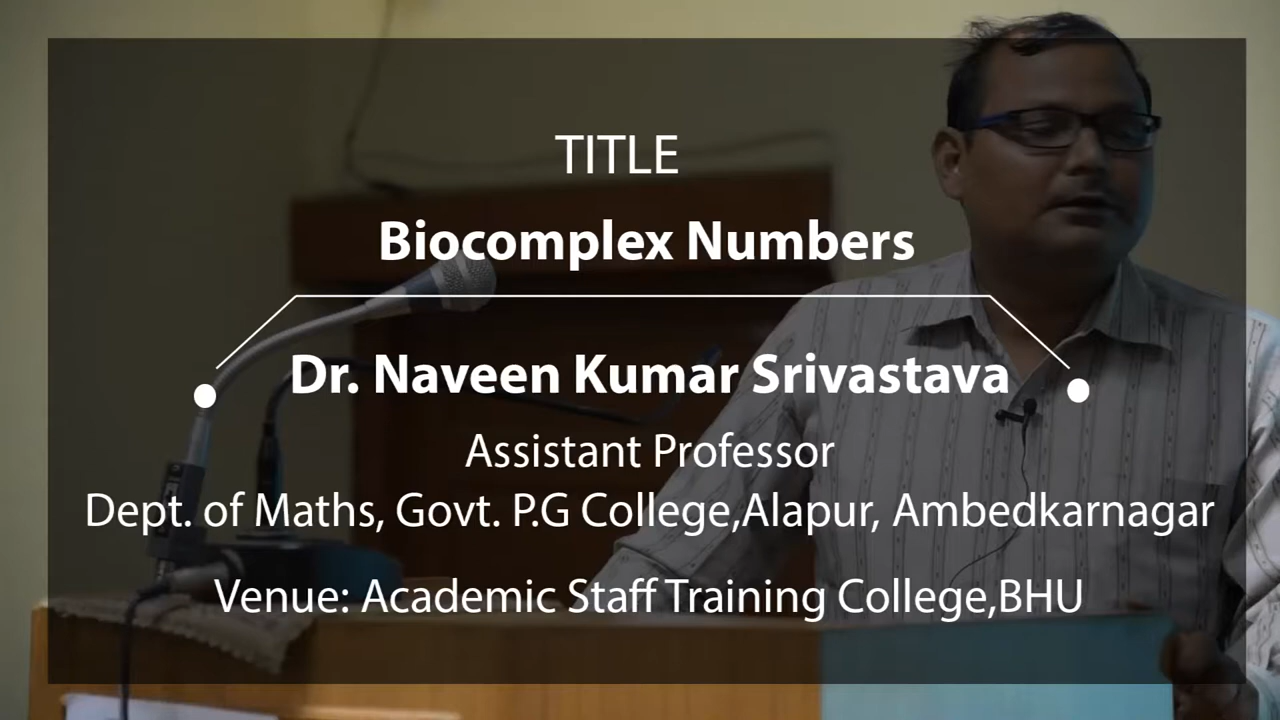 TITLE
Biocomplex Numbers
Dr. Naveen Kumar Srivastava
Assistant Professor
Dept. of Maths, Govt. P.G College,Alapur, Ambedkarnagar
Venue: Academic Staff Training College,BHU